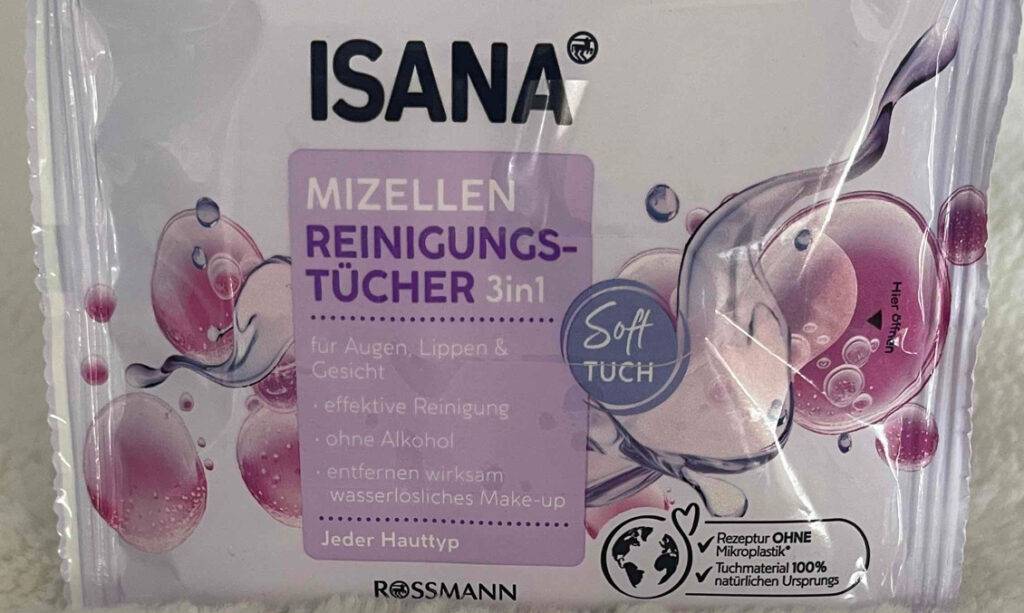 ISANA
MIZELLEN
REINIGUNGS-
TÜCHER 3in1
für Augen, Lippen &
Gesicht
· effektive Reinigung
· ohne Alkohol
· entfernen wirksam
wasserlösliches Make-up
Jeder Hauttyp
Soft
TUCH
Hier öffnen
Rezeptur OHNE
Mikroplastik*
Tuchmaterial 100%
natürlichen Ursprungs
ROSSMANN